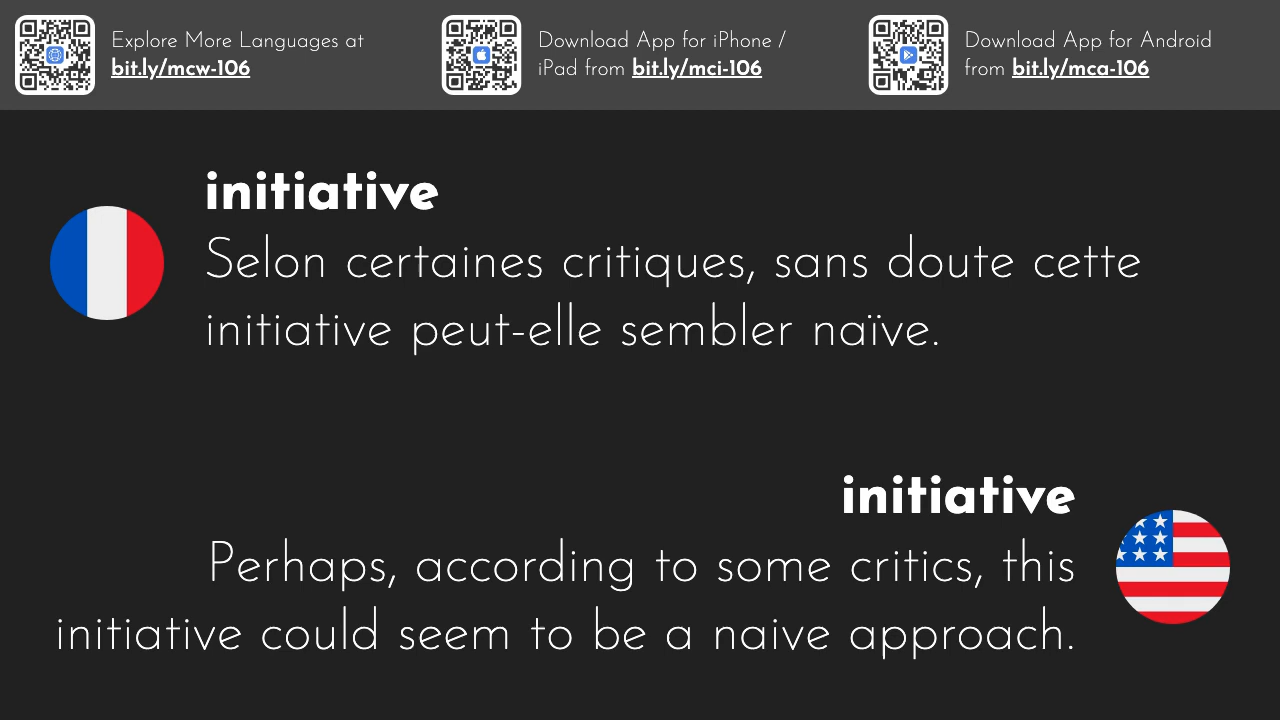 Explore More Languages at
bit.ly/mcw-106
Download App for iPhone /
iPad from bit.ly/mci-106
Download App for Android
from bit.ly/mca-106
initiative
Selon certaines critiques, sans doute cette
initiative peut-elle sembler naïve.
initiative
Perhaps, according to some critics, this
initiative could seem to be a naive approach.